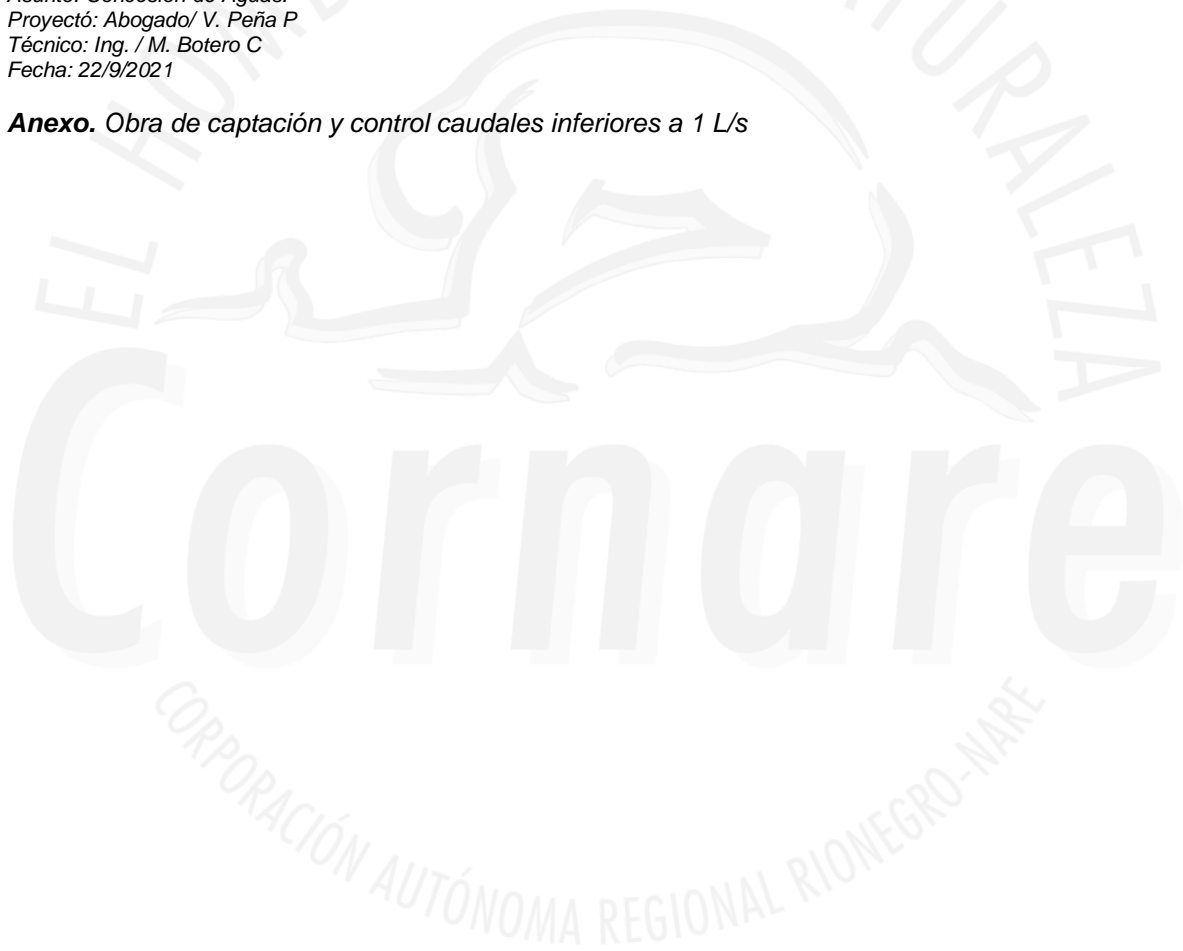 Proyectó: Abogado/ V. Peña P
Técnico: Ing. / M. Botero C
Fecha: 22/9/2021
Anexo. Obra de captación y control caudales inferiores a 1 L/s
EL
Cornare
CORPORACIÓN AUTÓNOMA REGIONAL RIONEGRO-NARE